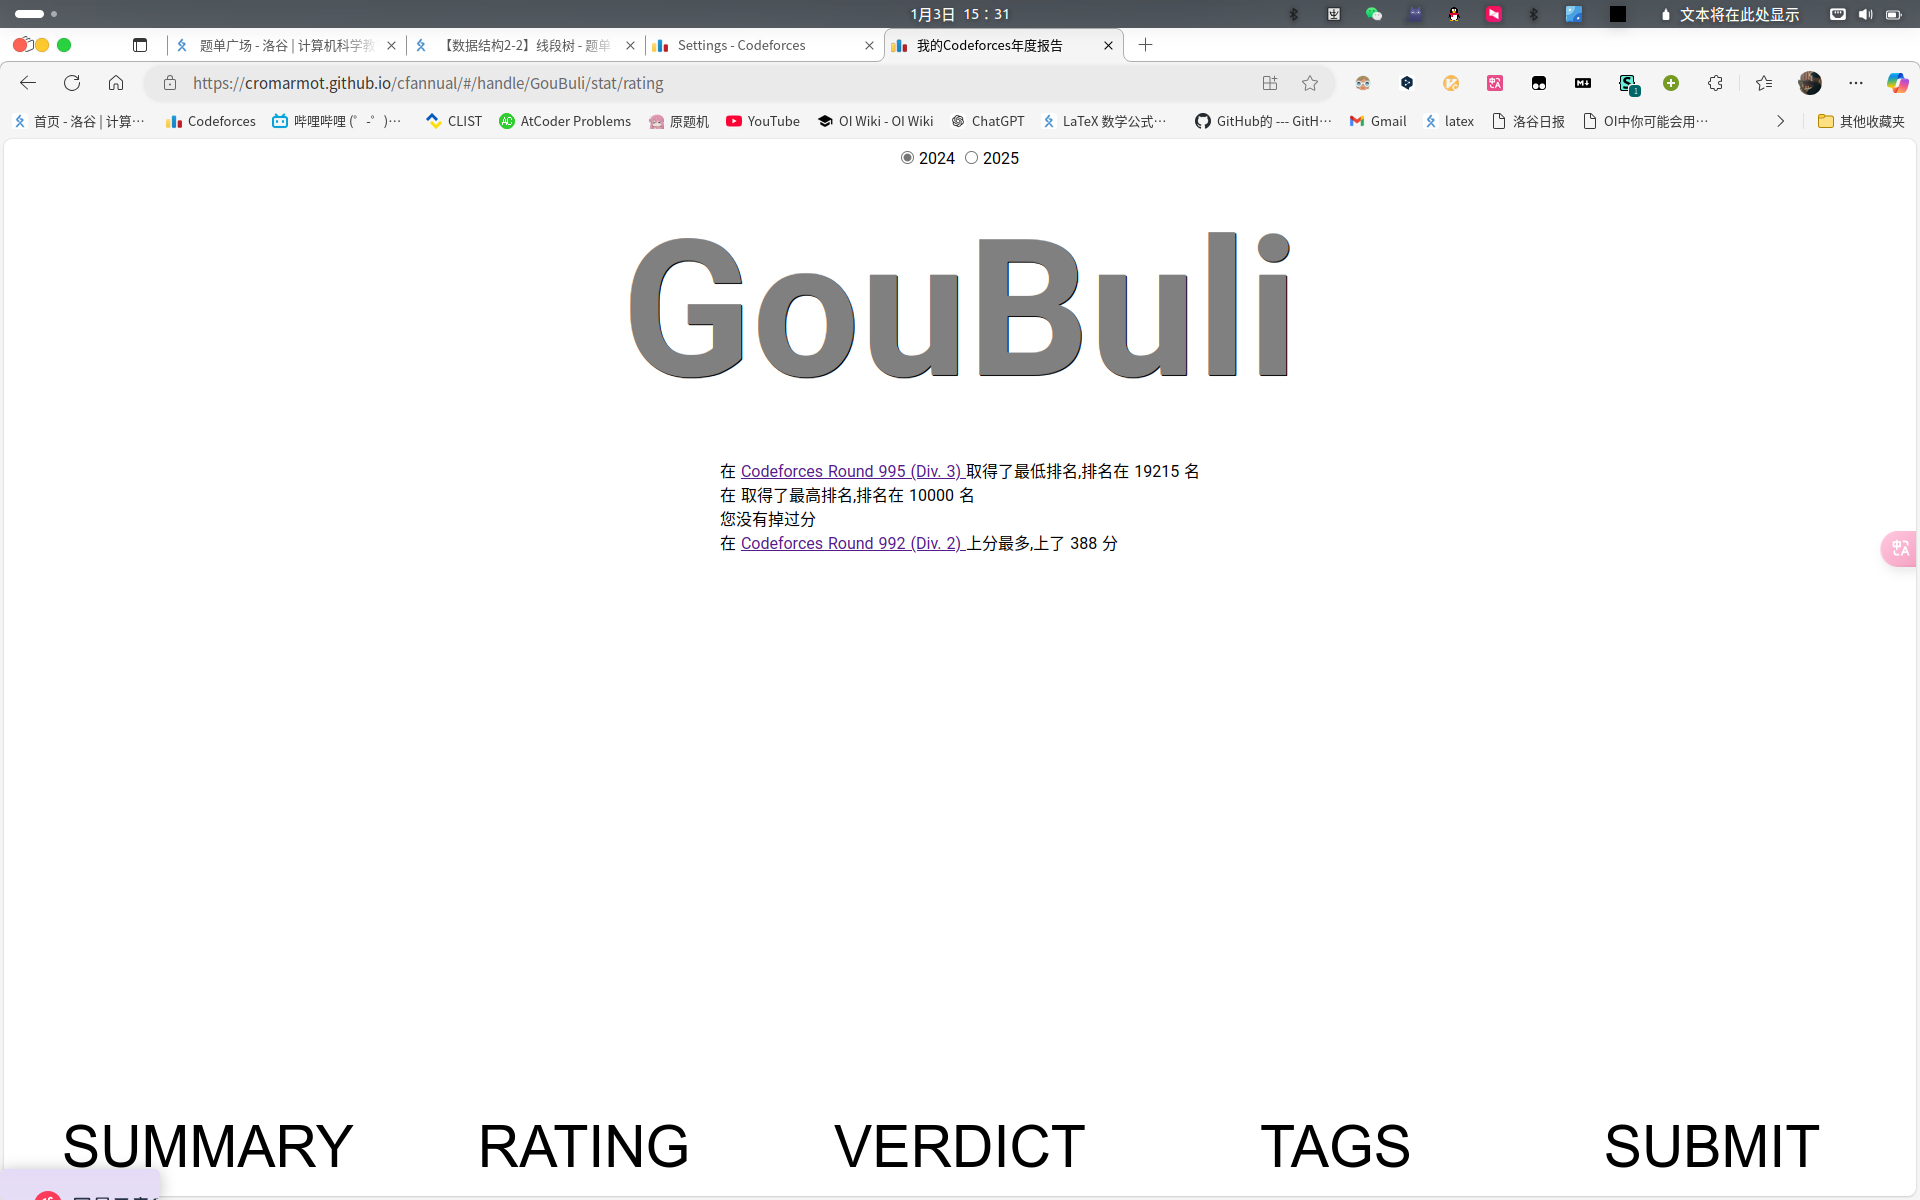 1月3日 15：31
文本将在此处显示
题单广场 - 洛谷 | 计算机科学教
【数据结构2-2】线段树 - 题单
Settings - Codeforces
我的Codeforces年度报告
https://cromarmot.github.io/cfannual/#/handle/GouBuli/stat/rating
首页 - 洛谷 | 计算…
Codeforces
哔哩哔哩 (゜-゜)…
CLIST
AtCoder Problems
原题机
YouTube
OI Wiki - OI Wiki
ChatGPT
LaTeX 数学公式…
GitHub的 --- GitH…
Gmail
latex
洛谷日报
OI中你可能会用…
其他收藏夹
2024 2025
GouBuli
在 Codeforces Round 995 (Div. 3) 取得了最低排名,排名在 19215 名
在 取得了最高排名,排名在 10000 名
您没有掉过分
在 Codeforces Round 992 (Div. 2) 上分最多,上了 388 分
SUMMARY
RATING
VERDICT
TAGS
SUBMIT